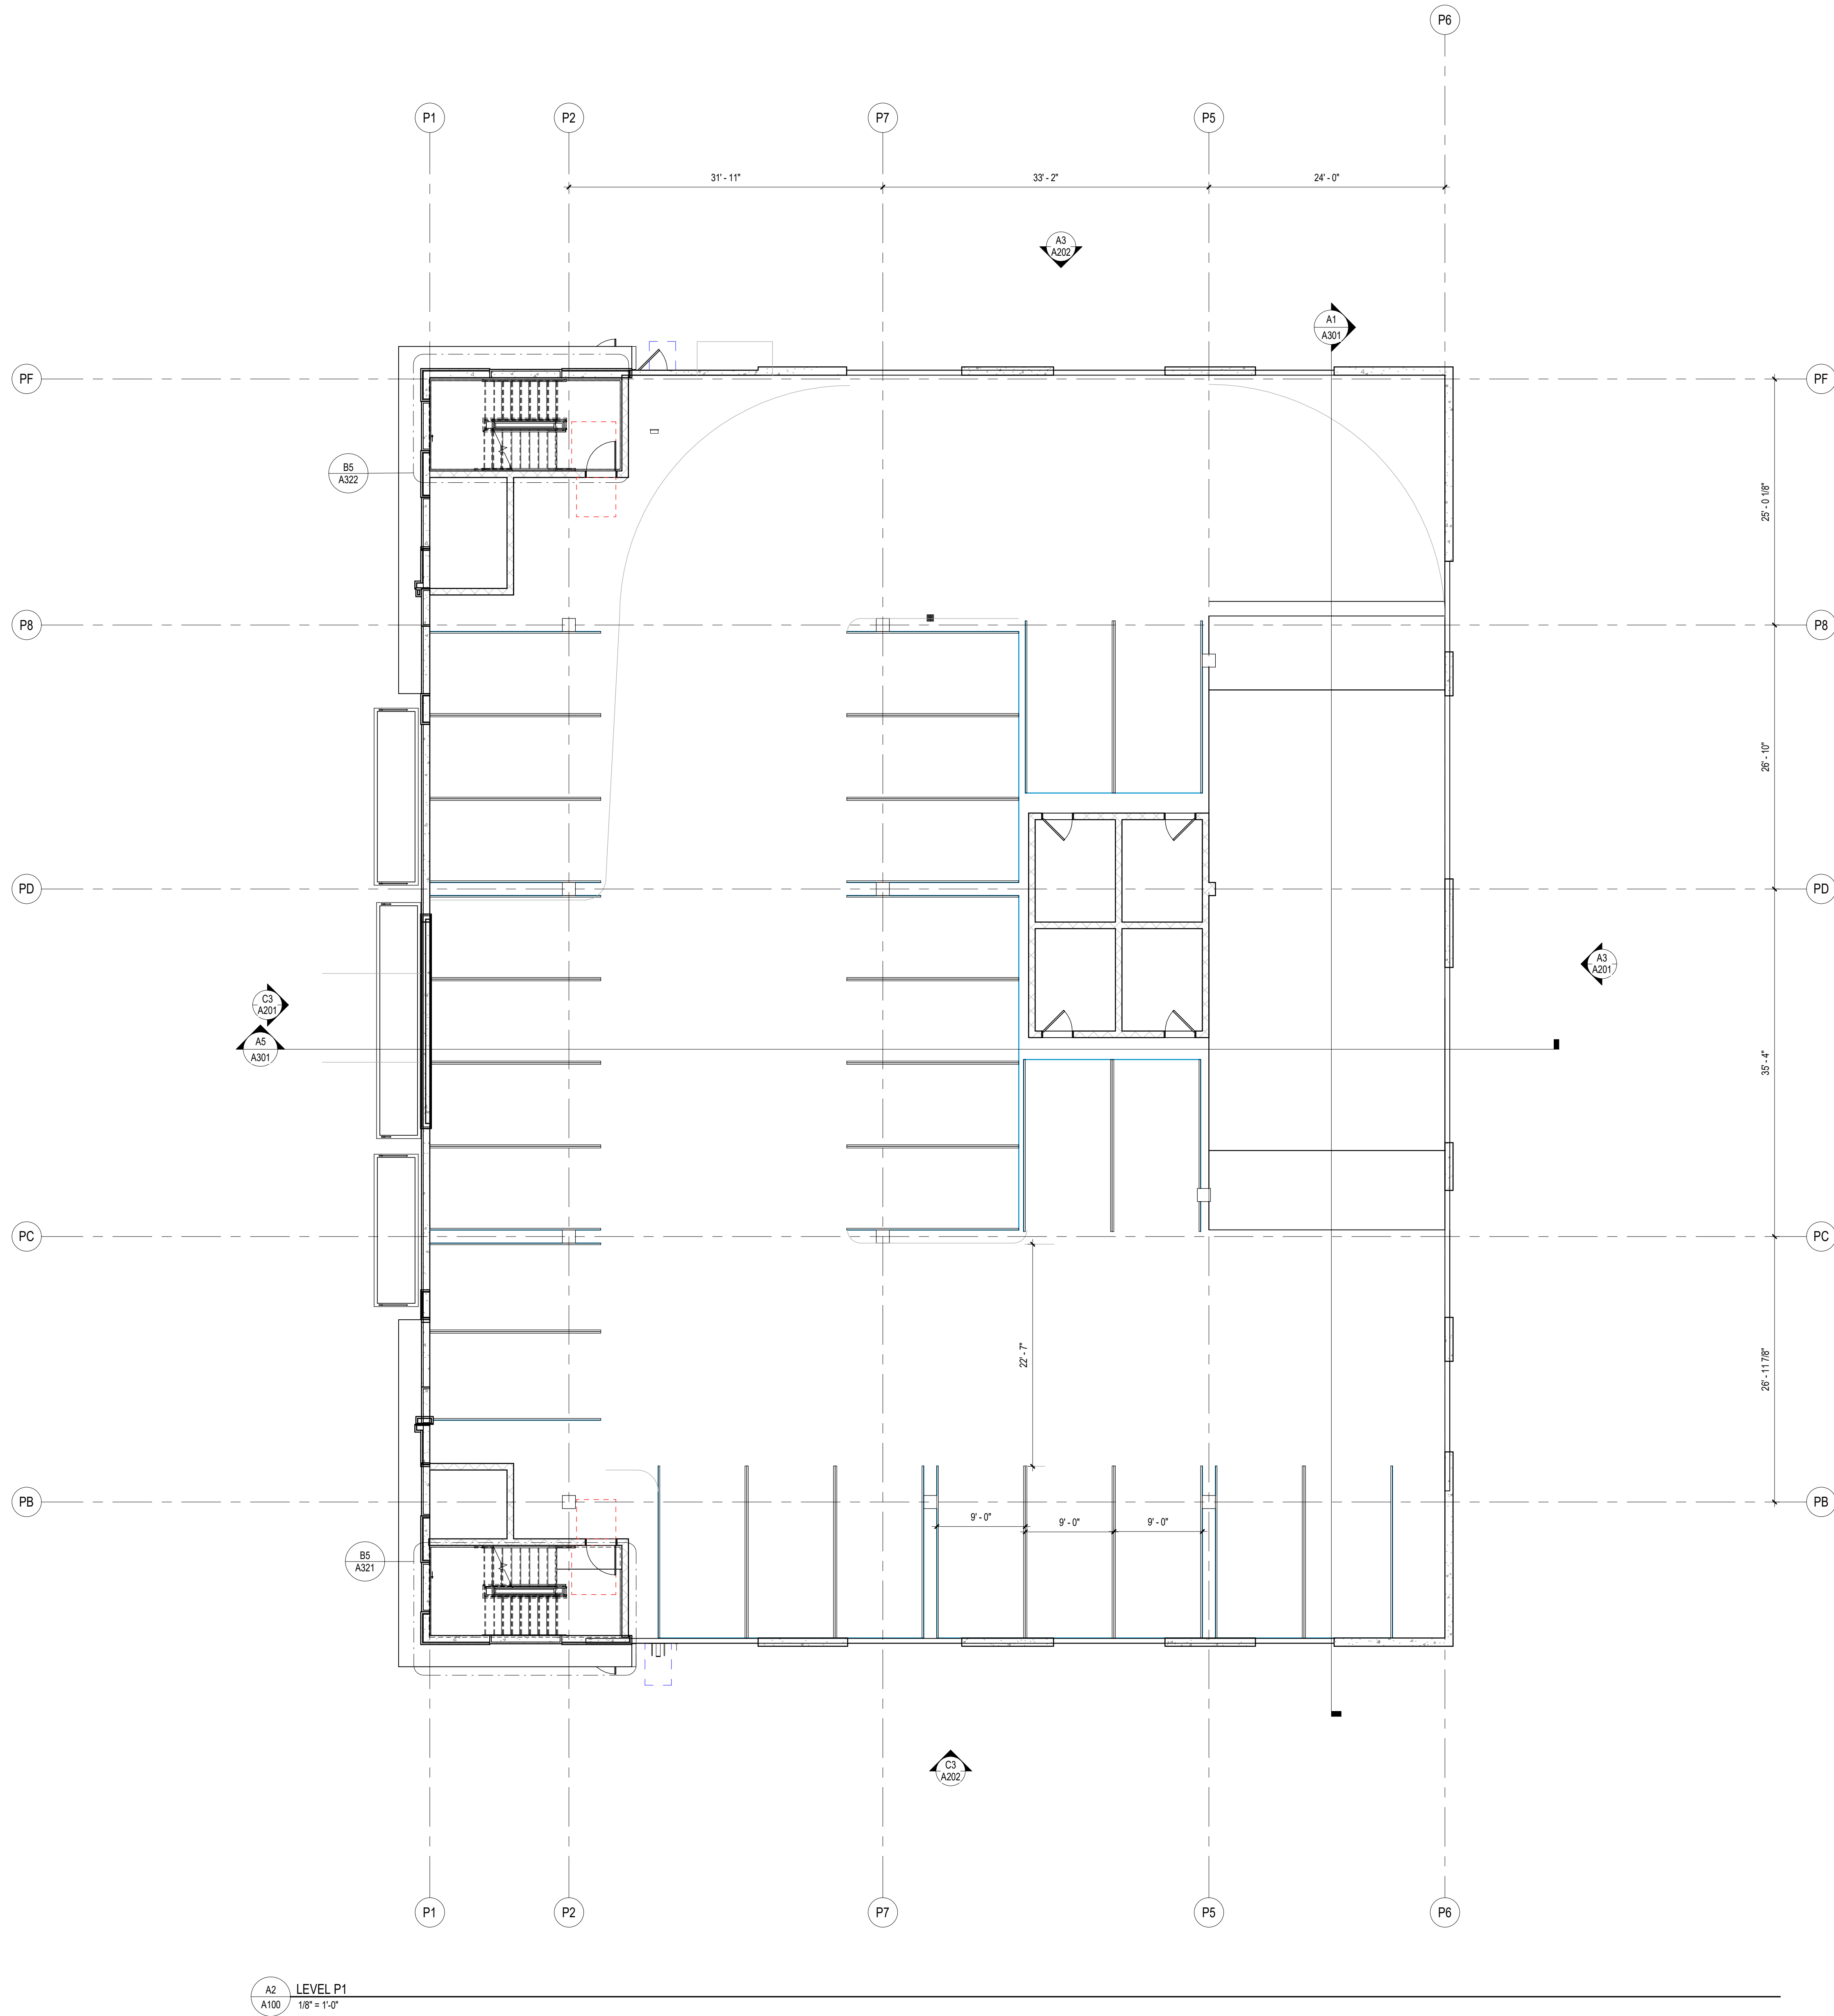 P6
P1
P2
P7
P5
31' - 11"
33' - 2"
24' - 0"
A3
A202
A1
A301
PF
PF
B5
A322
25' - 0 1/8"
P8
P8
26' - 10"
PD
PD
A3
A201
C3
A201
A5
A301
35' - 4"
PC
PC
22' - 7"
26' - 11 7/8"
PB
PB
9' - 0"
9' - 0"
9' - 0"
B5
A321
C3
A202
P1
P2
P7
P5
P6
A2
A100
LEVEL P1
1/8" = 1'-0"